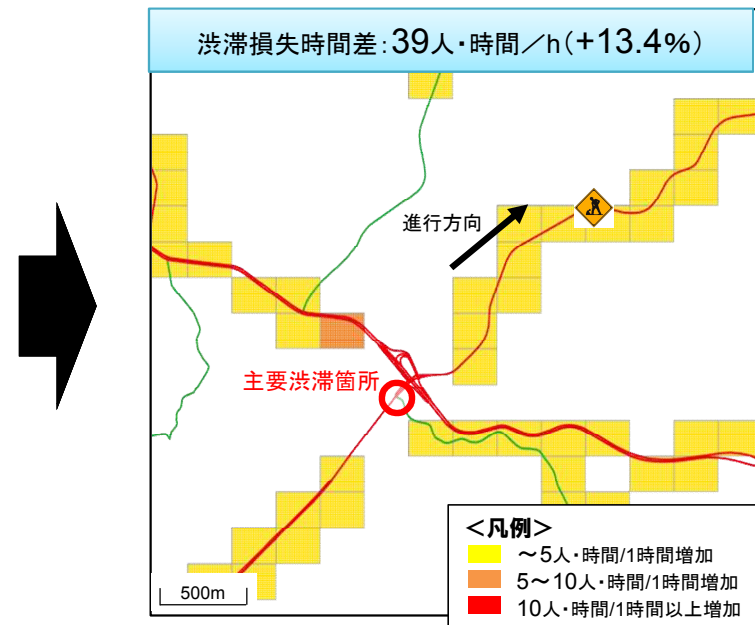 渋滞損失時間差:39人・時間/h(+13.4%)
進行方向
主要渋滞箇所
<凡例>
~5人・時間/1時間増加
5~10人・時間/1時間増加
10人・時間/1時間以上増加
500m